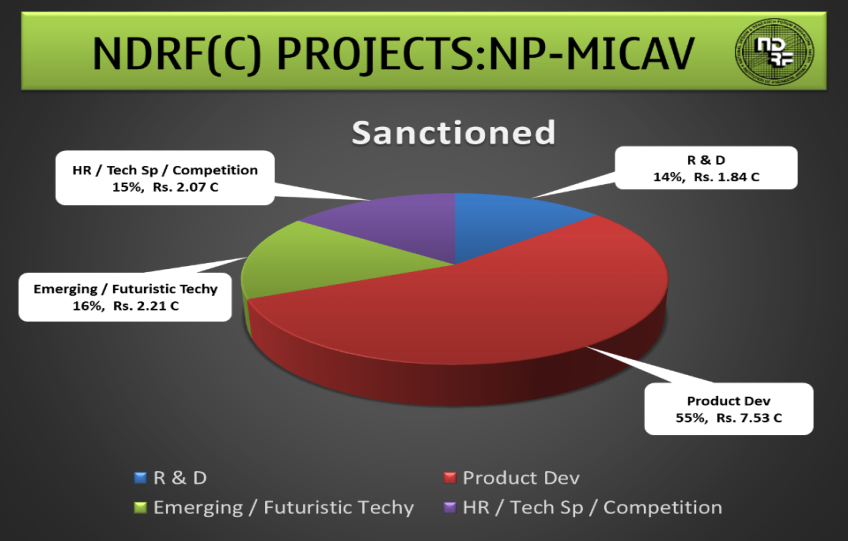 NDRF(C) PROJECTS:NP-MICAV
ND
RF
Sanctioned
HR / Tech Sp / Competition
15%, Rs. 2.07 C
R & D
14%, Rs. 1.84 C
Emerging / Futuristic Techy
16%, Rs. 2.21 C
Product Dev
55%, Rs. 7.53 C
R & D
Product Dev
Emerging / Futuristic Techy
HR / Tech Sp / Competition